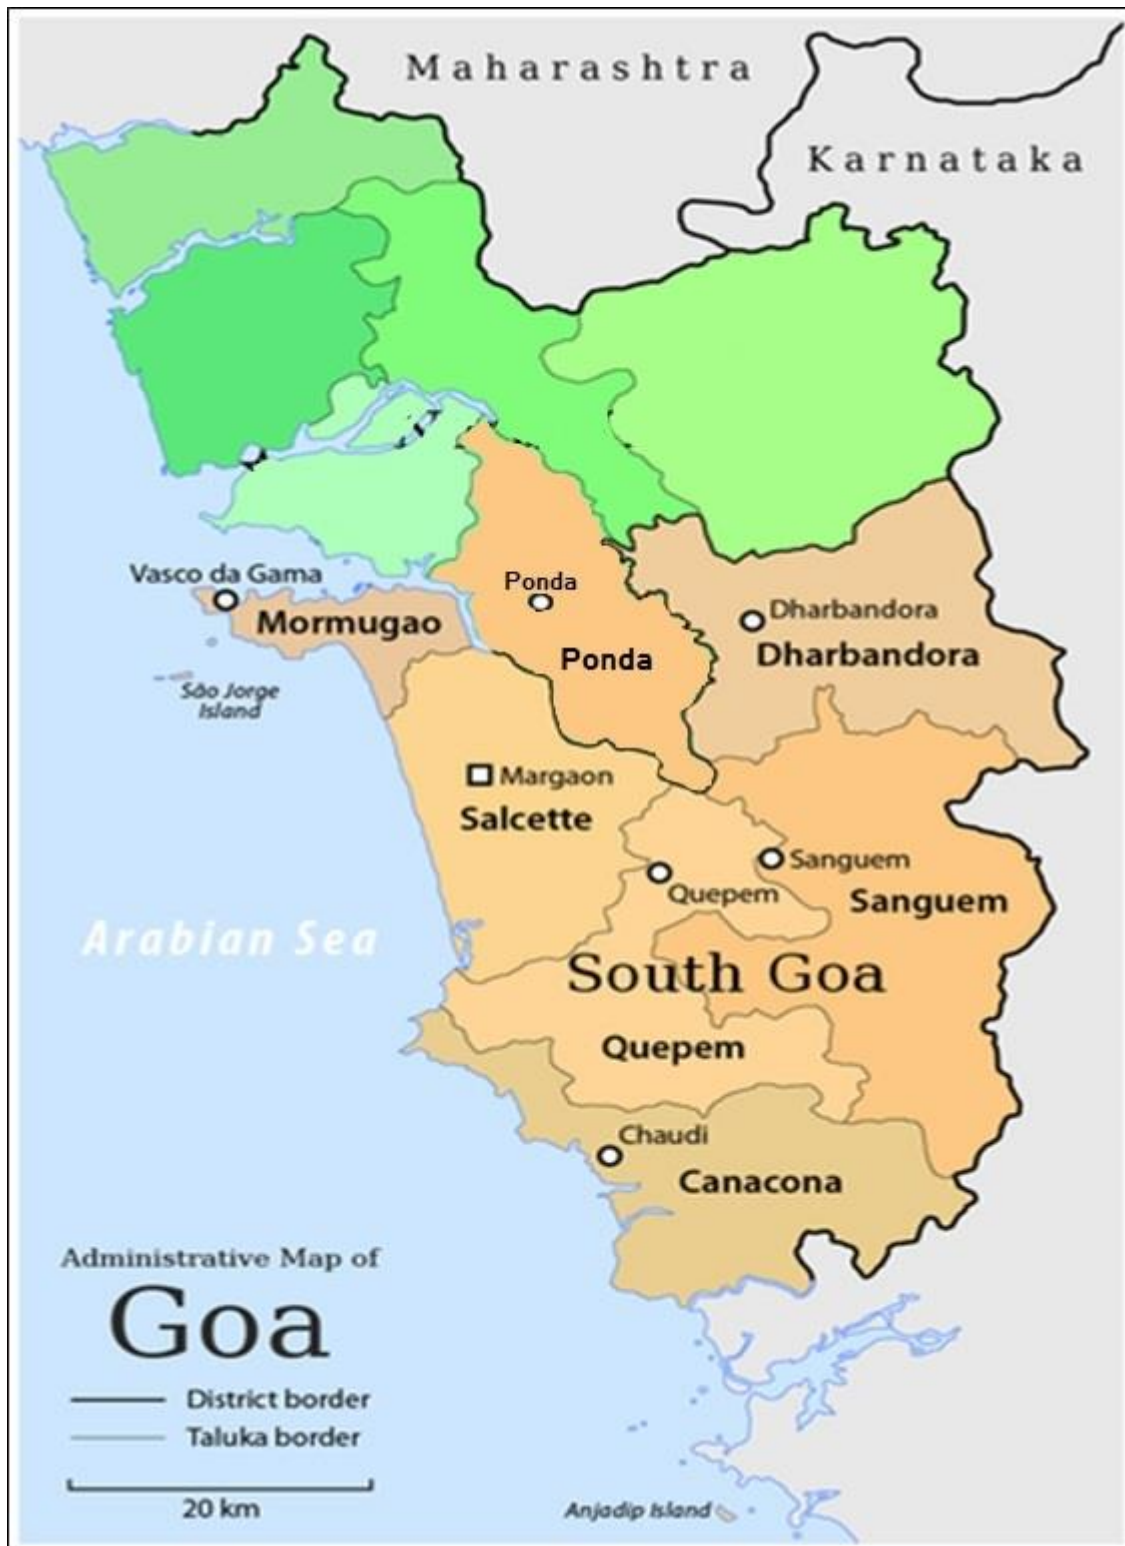 Maharashtra
Karnataka
Vasco da Gama
Ponda
Mormugao
Dharbandora
Ponda
Dharbandora
São Jorge
Island
Margaon
Salcette
Sanguem
Quepem
Sanguem
Arabian Sea
South Goa
Quepem
Chaudi
Canacona
Administrative Map of
Goa
District border
Taluka border
20 km
Anjadip Island